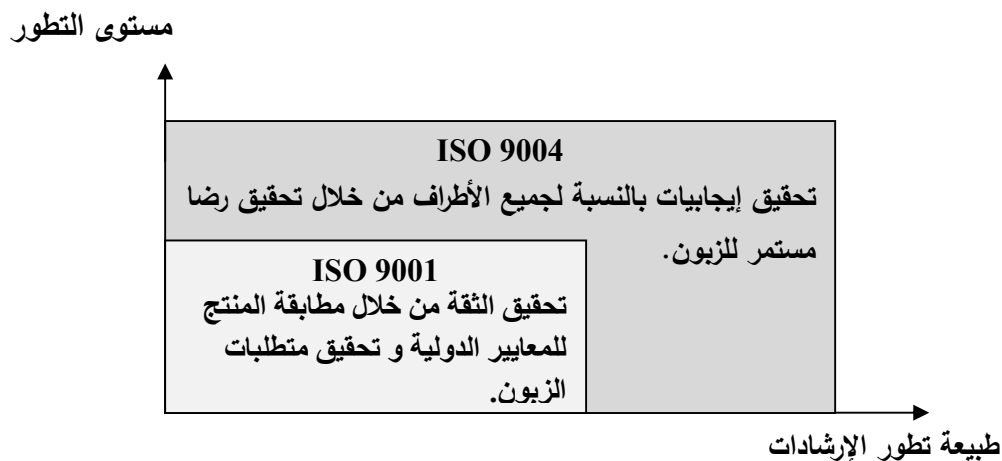 مستوى التطور
ISO 9004
تحقيق إيجابيات بالنسبة لجميع الأطراف من خلال تحقيق رضا
مستمر للزبون.
ISO 9001
تحقيق الثقة من خلال مطابقة المنتج
للمعايير الدولية و تحقيق متطلبات
الزبون.
طبيعة تطور الإرشادات